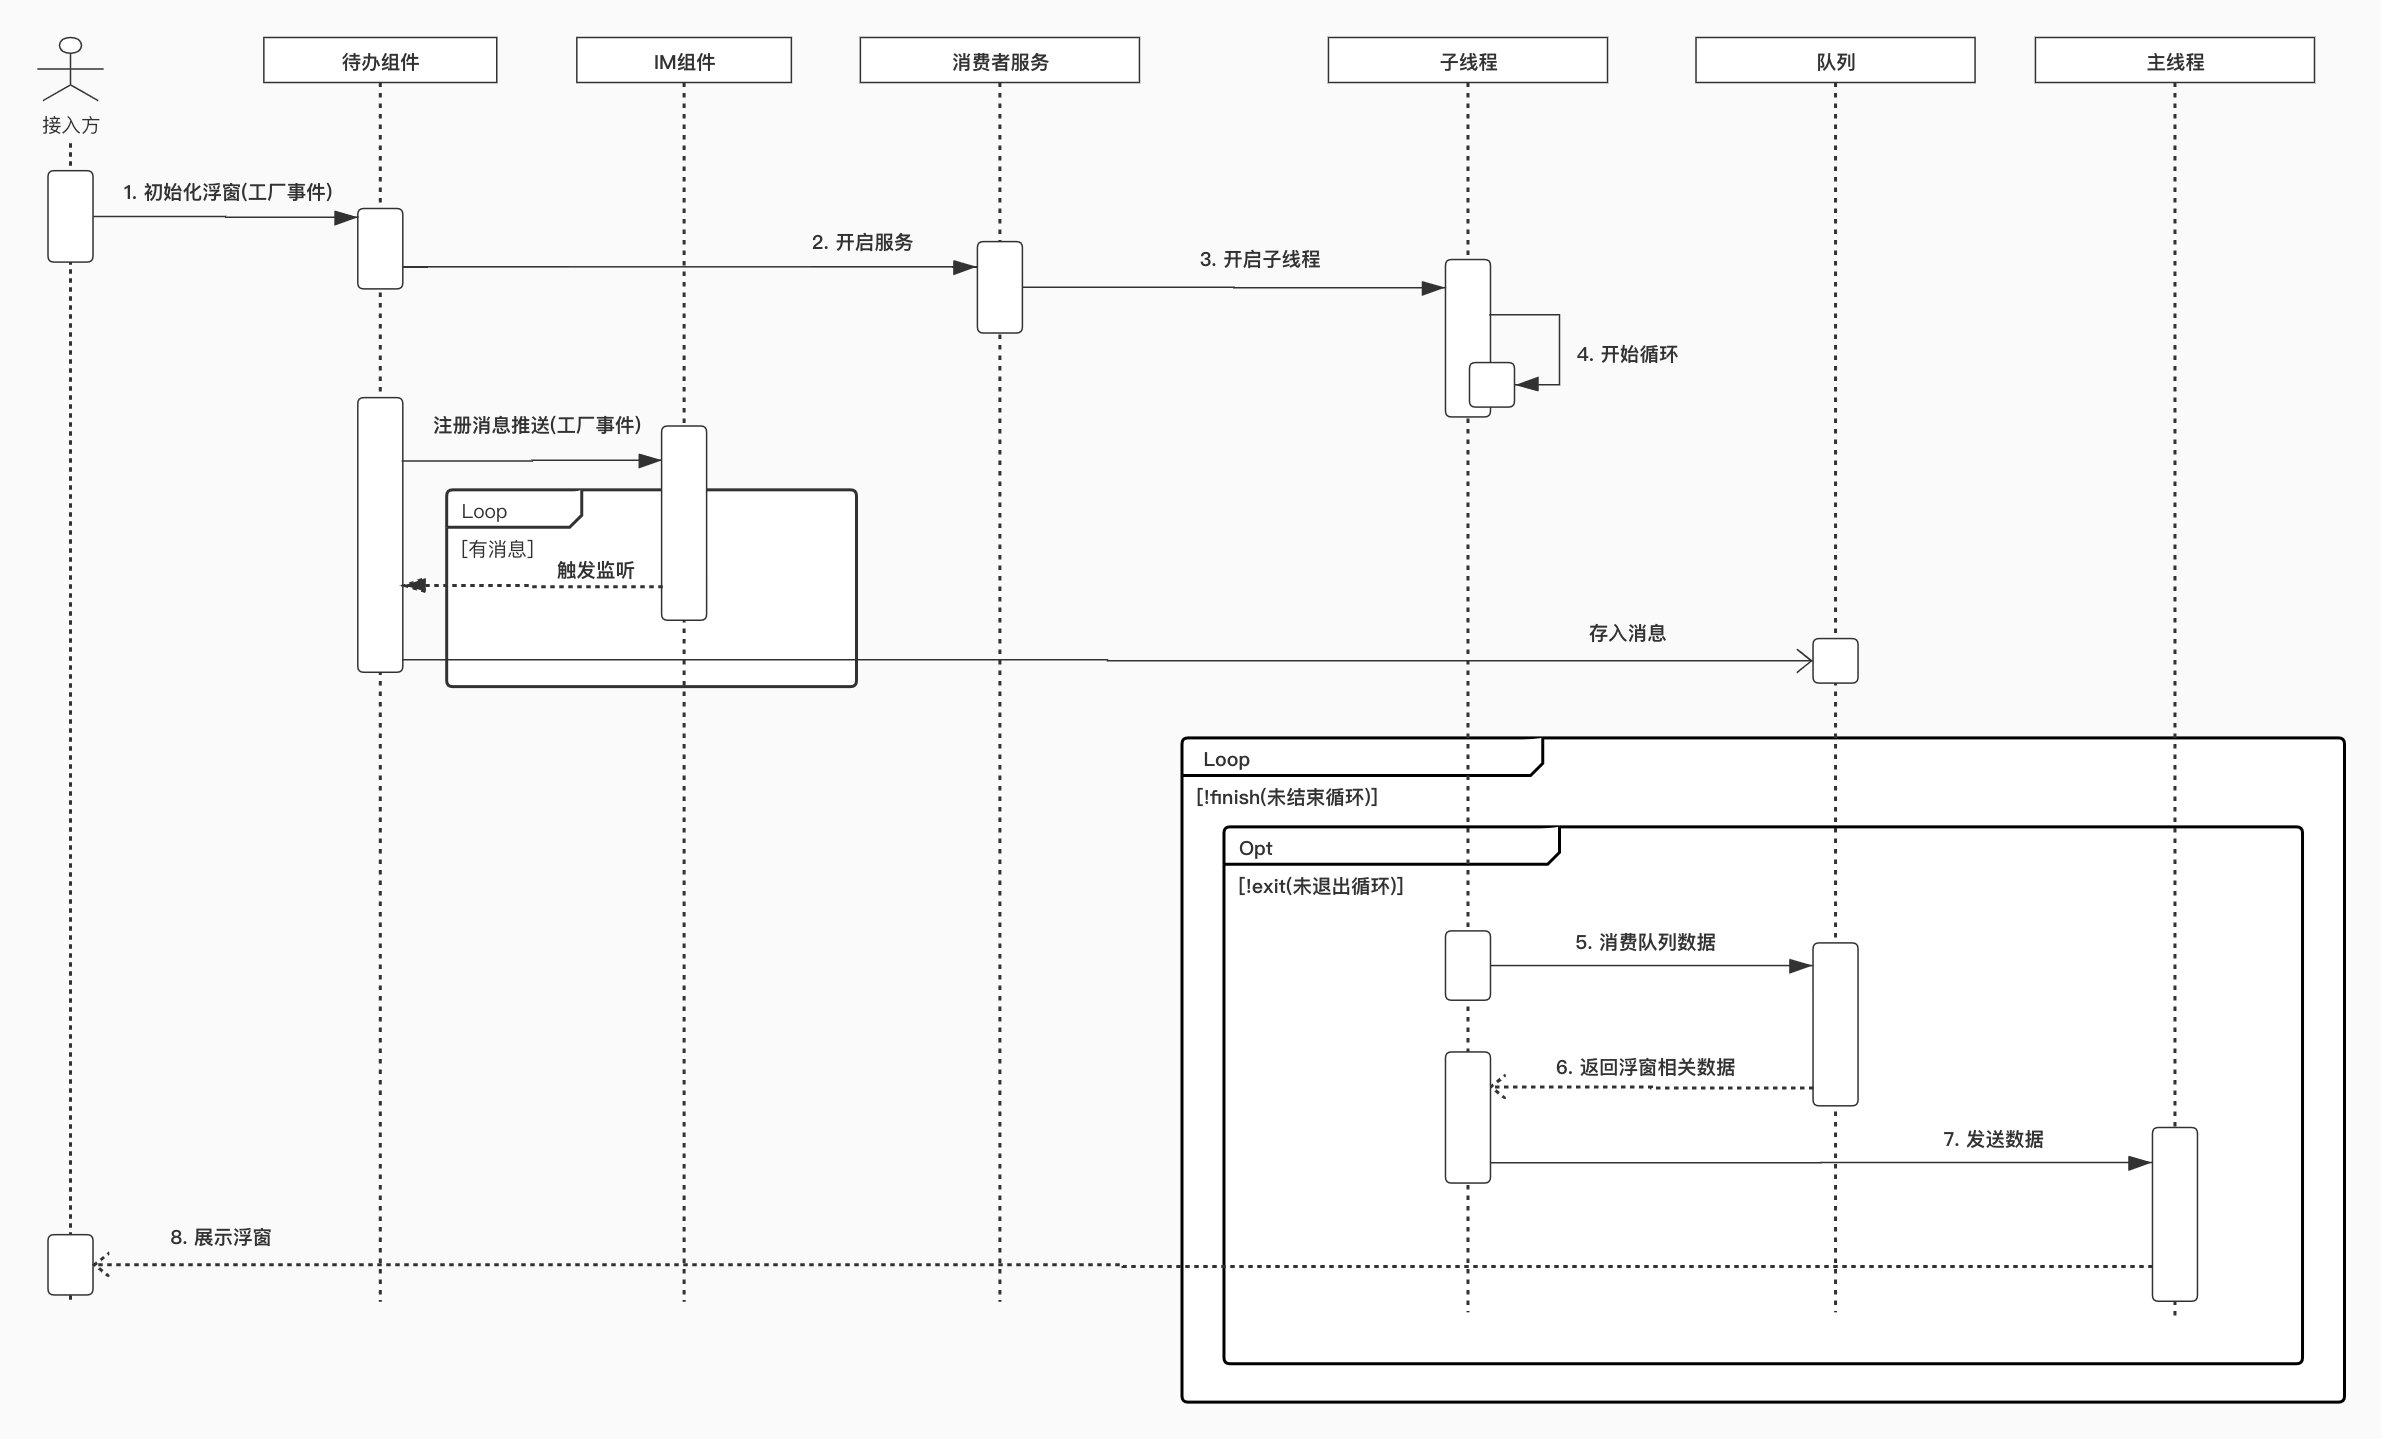 待办组件
IM组件
消费者服务
子线程
队列
主线程
接入方
1. 初始化浮窗(工厂事件)
2. 开启服务
3. 开启子线程
4. 开始循环
注册消息推送(工厂事件)
Loop
[有消息]
触发监听
存入消息
Loop
[!finish(未结束循环)]
Opt
[!exit(未退出循环)]
5. 消费队列数据
6. 返回浮窗相关数据
7. 发送数据
8. 展示浮窗